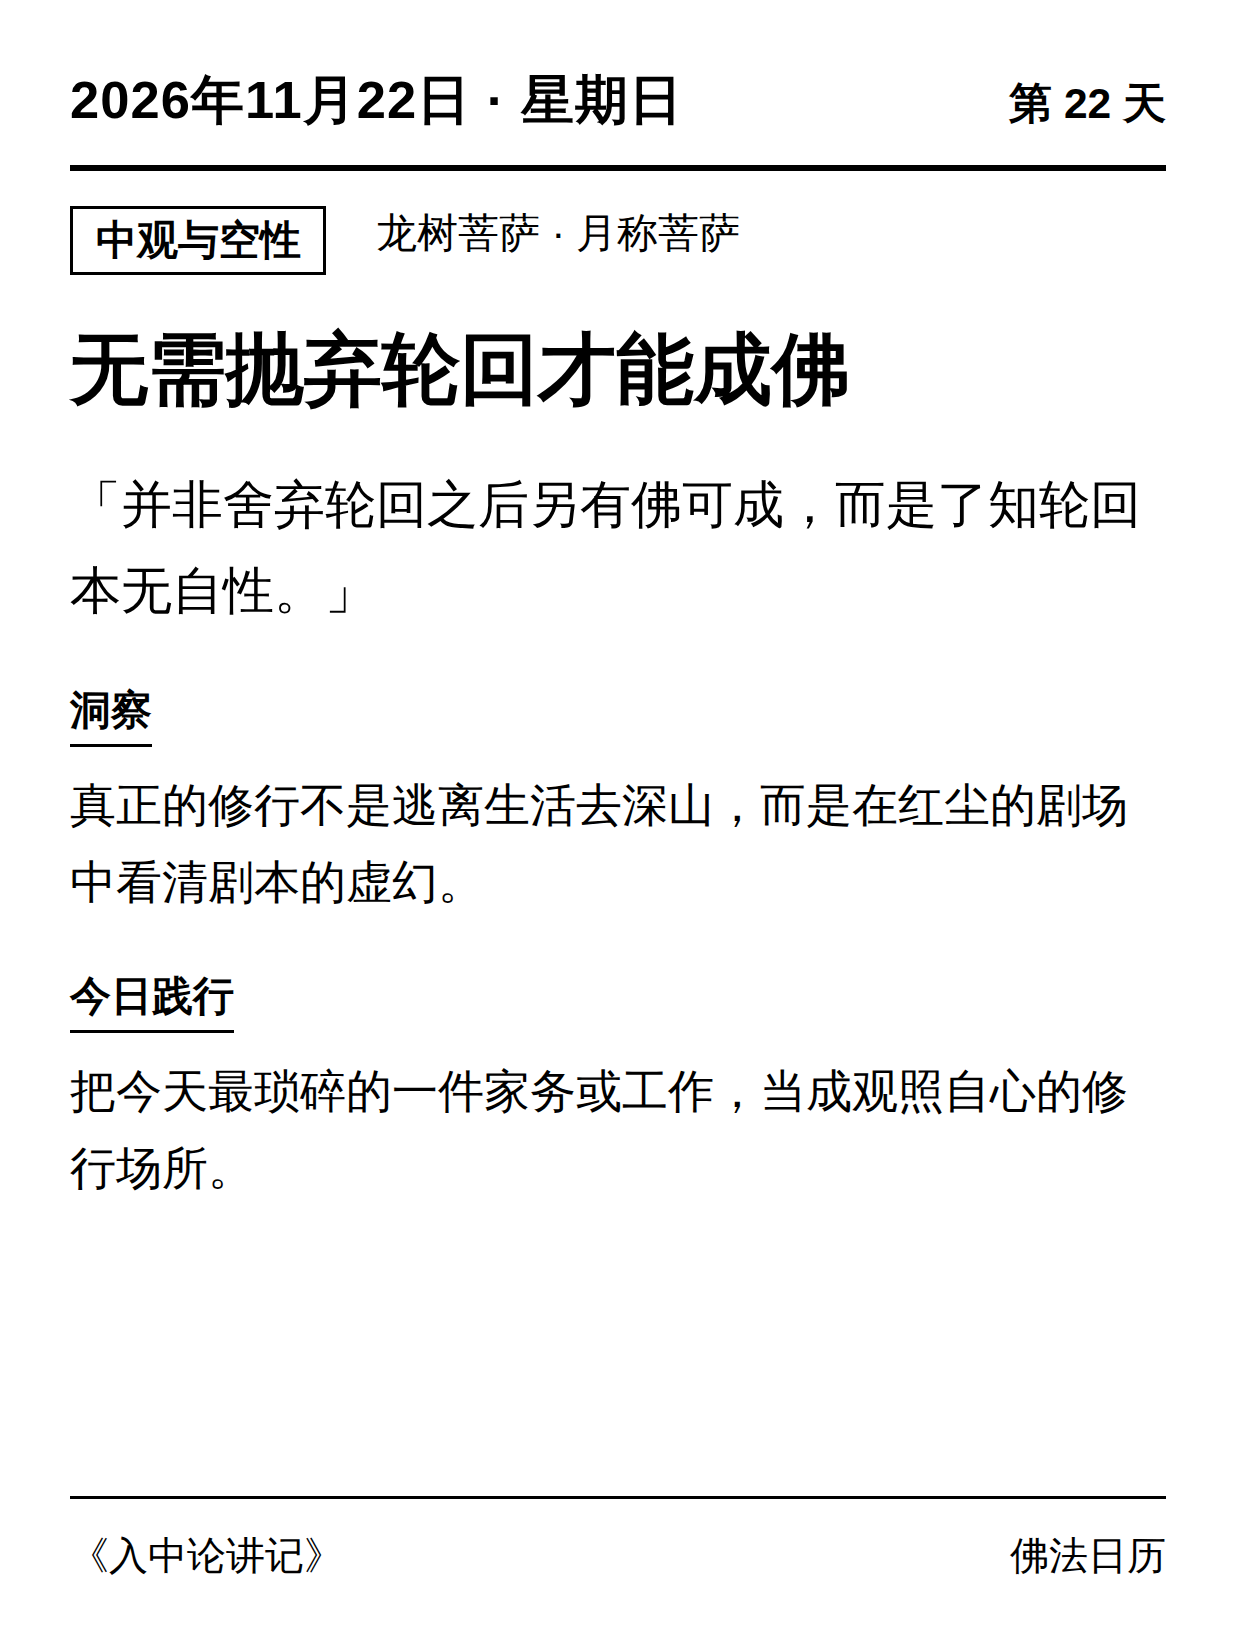 2026年11月22日 · 星期日
第 22 天
中观与空性
龙树菩萨 · 月称菩萨
无需抛弃轮回才能成佛
「并非舍弃轮回之后另有佛可成，而是了知轮回
本无自性。」
洞察
真正的修行不是逃离生活去深山，而是在红尘的剧场
中看清剧本的虚幻。
今日践行
把今天最琐碎的一件家务或工作，当成观照自心的修
行场所。
《入中论讲记》
佛法日历